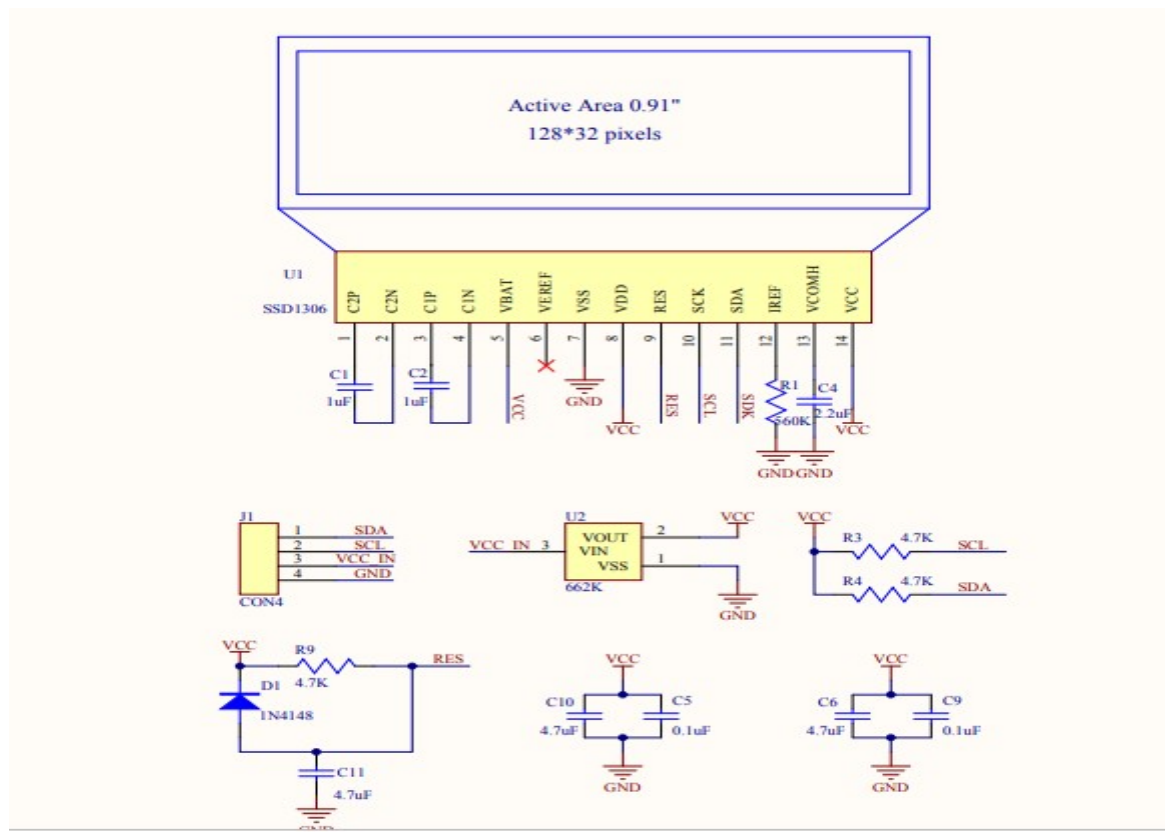 Active Area 0.91"
128*32 pixels
U1
SSD1306
C2P C2N C1P C1N VBAT VEREF VSS VDD RES SCK SDA IREF VCOMH VCC
1 2 3 4 5 6 7 8 9 10 11 12 13 14
C1
1uF
C2
1uF
VCC
GND
VCC
RES
SCL
SDK
R1
560K
C4
2.2uF
VCC
GND GND
J1
1 SDA
2 SCL
3 VCC_IN
4 GND
CON4
U2
VCC_IN 3
VOUT 2
VIN
VSS 1
662K
VCC
GND
VCC
R3 4.7K SCL
R4 4.7K SDA
VCC
R9
4.7K
RES
D1
1N4148
C11
4.7uF
GND
VCC
C10 C5
4.7uF 0.1uF
GND
VCC
C6 C9
4.7uF 0.1uF
GND